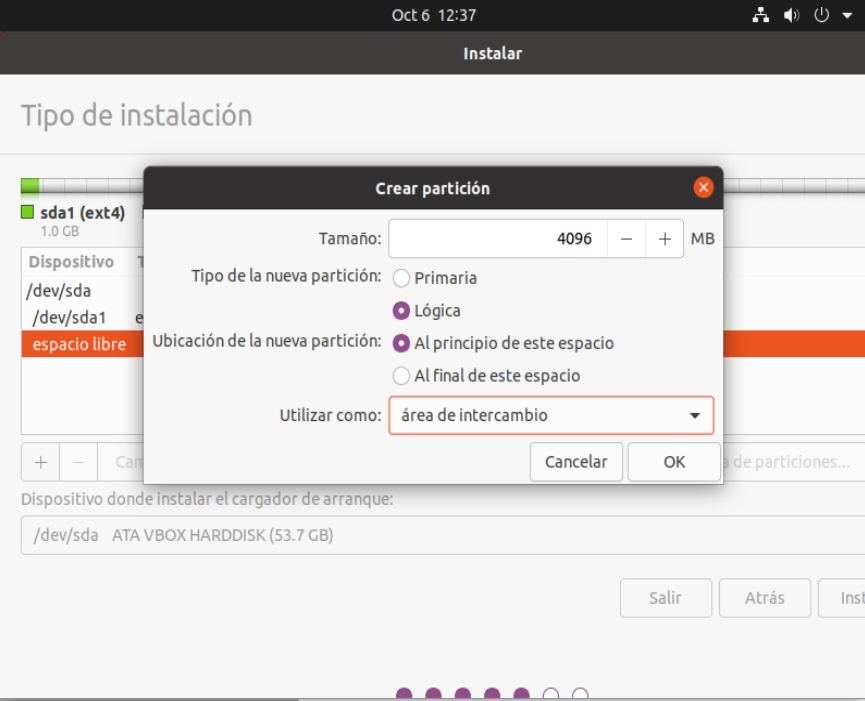 Oct 6 12:37
Instalar
Tipo de instalación
sda1 (ext4)
1.0 GB
Crear partición
Tamaño: 4096 MB
Tipo de la nueva partición: Primaria
Lógica
Ubicación de la nueva partición: Al principio de este espacio
Al final de este espacio
Utilizar como: área de intercambio
Cancelar OK
Dispositivo
/dev/sda
/dev/sda1
espacio libre
+ − de particiones...
Dispositivo donde instalar el cargador de arranque:
/dev/sda ATA VBOX HARDDISK (53.7 GB)
Salir Atrás